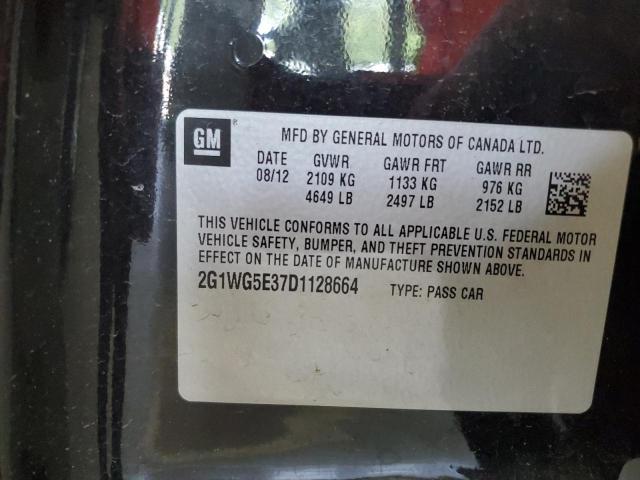 GM ®
MFD BY GENERAL MOTORS OF CANADA LTD.
DATE GVWR GAWR FRT GAWR RR
08/12 2109 KG 1133 KG 976 KG
4649 LB 2497 LB 2152 LB
THIS VEHICLE CONFORMS TO ALL APPLICABLE U.S. FEDERAL MOTOR
VEHICLE SAFETY, BUMPER, AND THEFT PREVENTION STANDARDS IN
EFFECT ON THE DATE OF MANUFACTURE SHOWN ABOVE.
2G1WG5E37D1128664 TYPE: PASS CAR